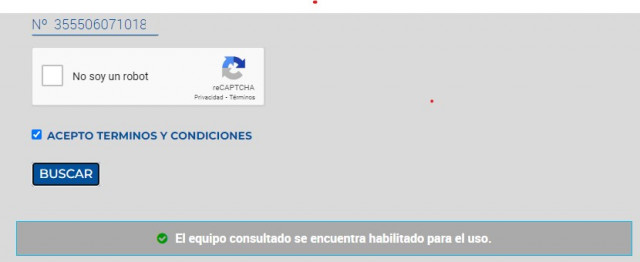 Nº 355506071018
No soy un robot
reCAPTCHA
Privacidad - Términos
ACEPTO TERMINOS Y CONDICIONES
BUSCAR
El equipo consultado se encuentra habilitado para el uso.